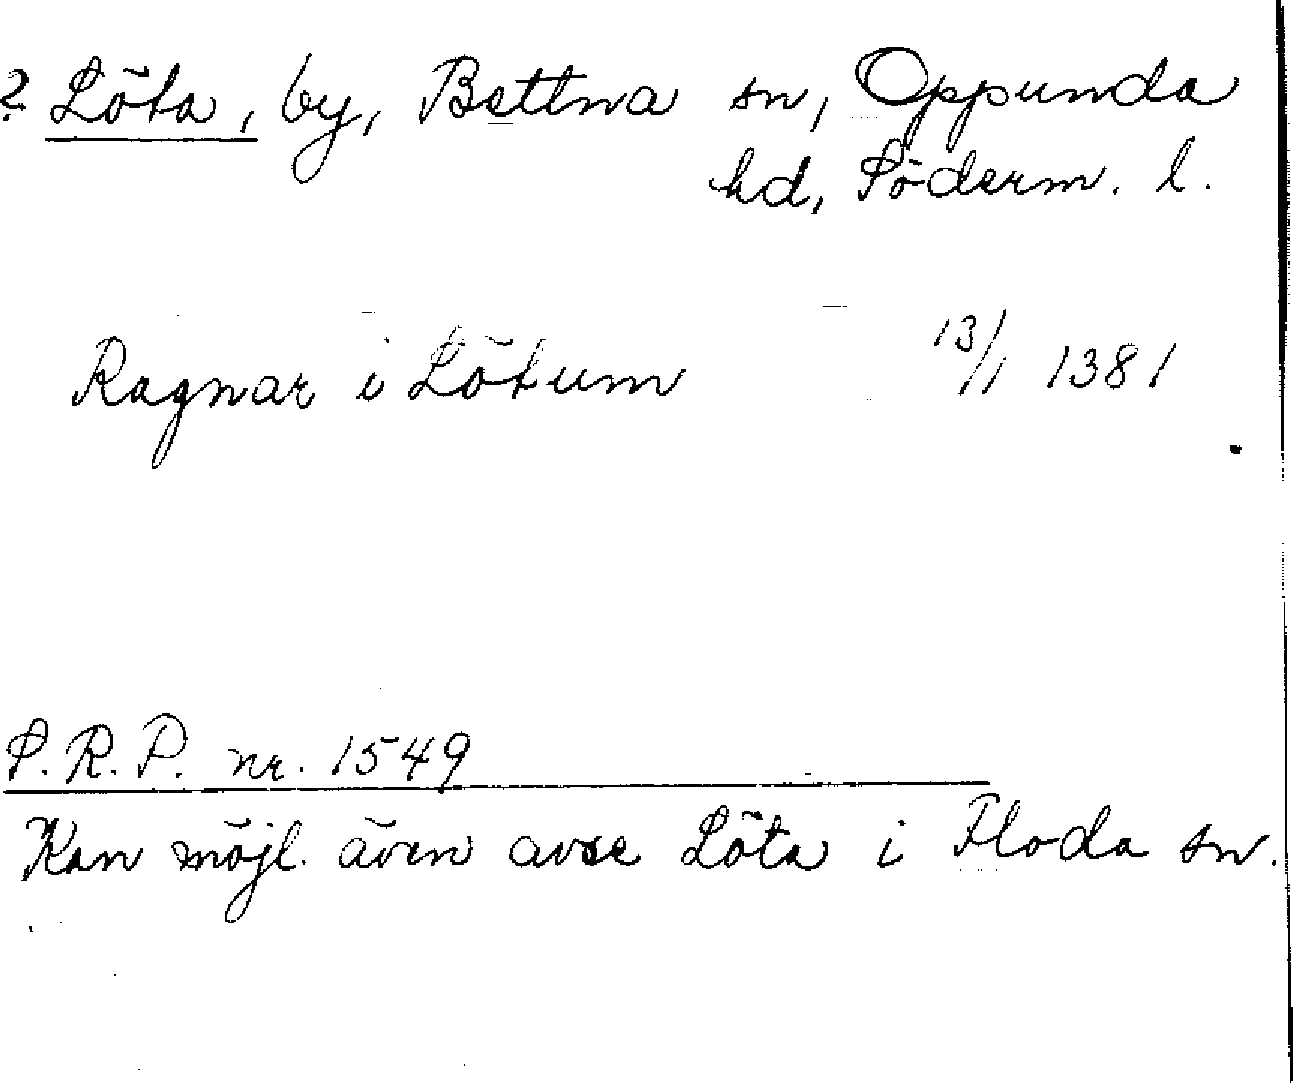 ? Löta, by, Bettna sn, Oppunda
hd, Söderm. l.
Ragnar i Lötum 13/1 1381
S.R.P. nr. 1549
Kan möjl. även avse Löta i Floda sn.